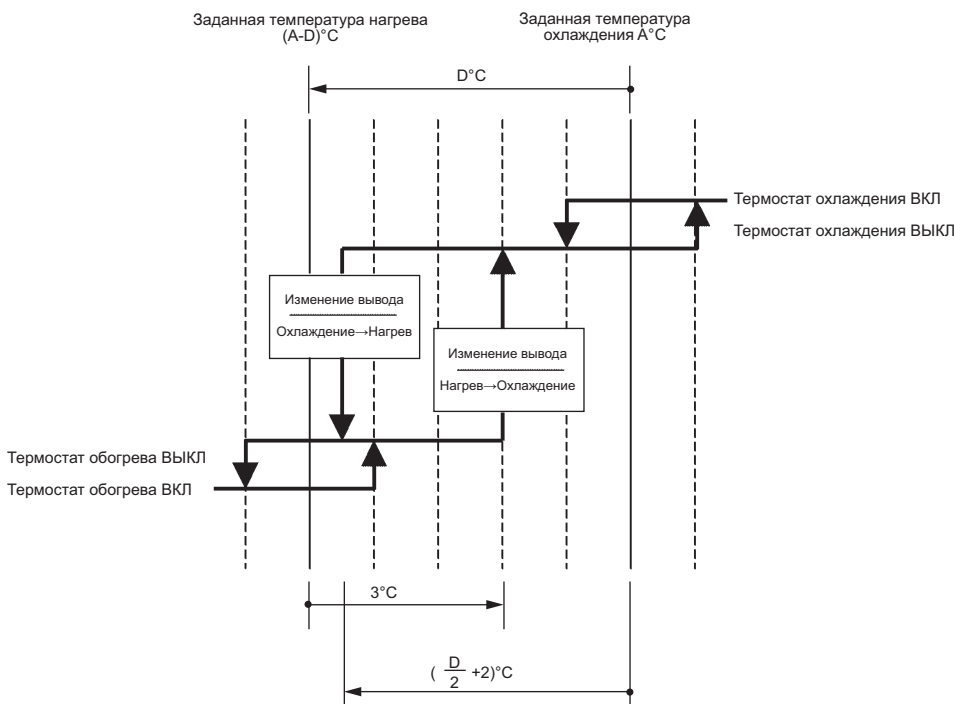 Заданная температура нагрева
(A-D)°C
Заданная температура
охлаждения A°C
D°C
Термостат охлаждения ВКЛ
Термостат охлаждения ВЫКЛ
Изменение вывода
Охлаждение→Нагрев
Изменение вывода
Нагрев→Охлаждение
Термостат обогрева ВЫКЛ
Термостат обогрева ВКЛ
3°C
( D/2 +2)°C